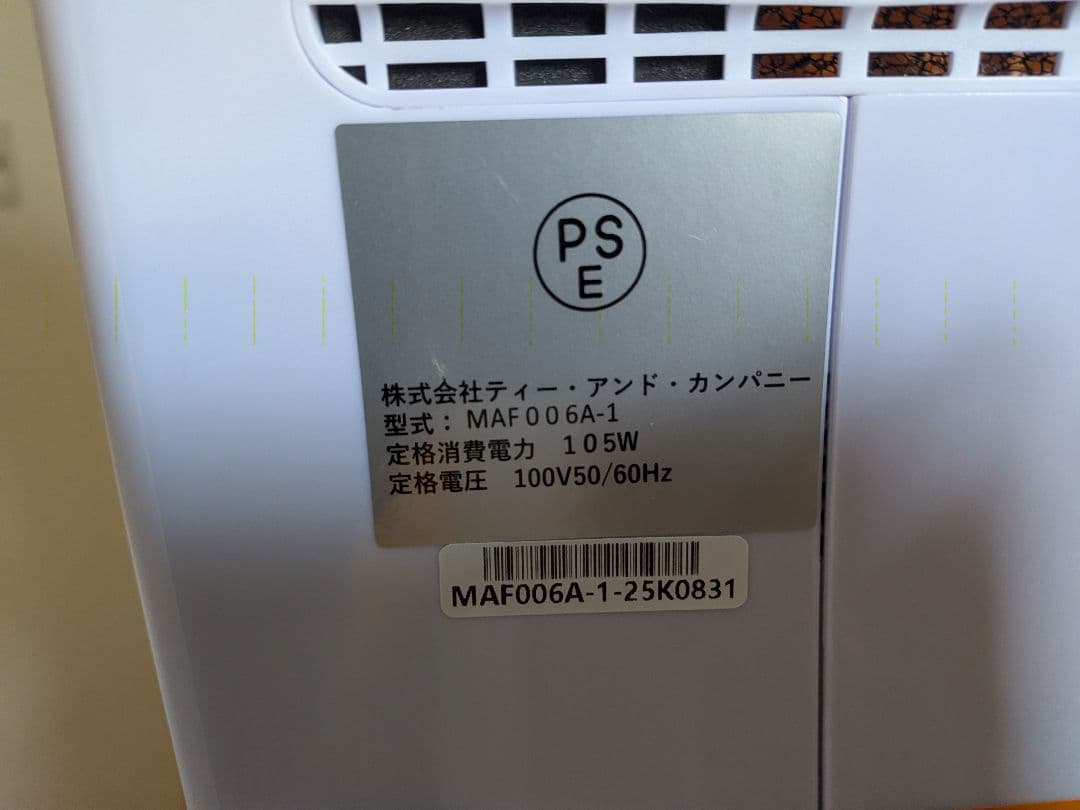 PS
E
株式会社ティー・アンド・カンパニー
型式：MAF006A-1
定格消費電力　105W
定格電圧　100V50/60Hz
MAF006A-1-25K0831